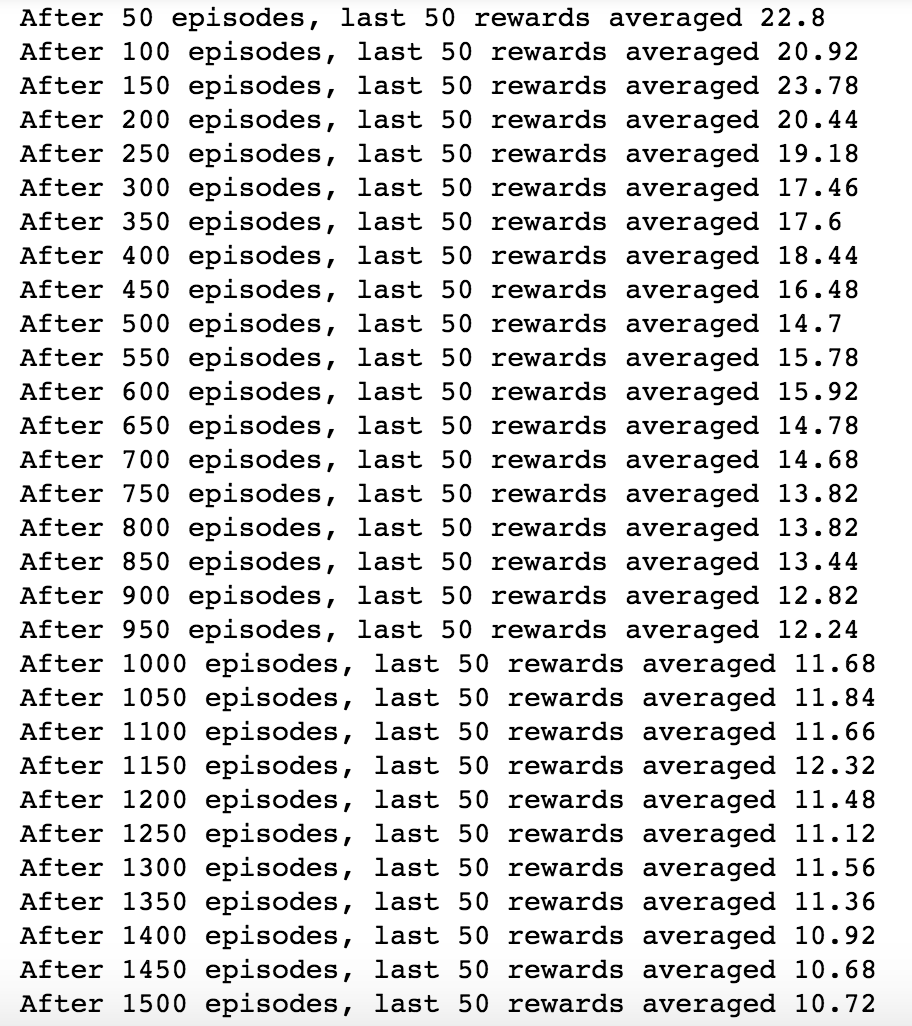 After 50 episodes, last 50 rewards averaged 22.8
After 100 episodes, last 50 rewards averaged 20.92
After 150 episodes, last 50 rewards averaged 23.78
After 200 episodes, last 50 rewards averaged 20.44
After 250 episodes, last 50 rewards averaged 19.18
After 300 episodes, last 50 rewards averaged 17.46
After 350 episodes, last 50 rewards averaged 17.6
After 400 episodes, last 50 rewards averaged 18.44
After 450 episodes, last 50 rewards averaged 16.48
After 500 episodes, last 50 rewards averaged 14.7
After 550 episodes, last 50 rewards averaged 15.78
After 600 episodes, last 50 rewards averaged 15.92
After 650 episodes, last 50 rewards averaged 14.78
After 700 episodes, last 50 rewards averaged 14.68
After 750 episodes, last 50 rewards averaged 13.82
After 800 episodes, last 50 rewards averaged 13.82
After 850 episodes, last 50 rewards averaged 13.44
After 900 episodes, last 50 rewards averaged 12.82
After 950 episodes, last 50 rewards averaged 12.24
After 1000 episodes, last 50 rewards averaged 11.68
After 1050 episodes, last 50 rewards averaged 11.84
After 1100 episodes, last 50 rewards averaged 11.66
After 1150 episodes, last 50 rewards averaged 12.32
After 1200 episodes, last 50 rewards averaged 11.48
After 1250 episodes, last 50 rewards averaged 11.12
After 1300 episodes, last 50 rewards averaged 11.56
After 1350 episodes, last 50 rewards averaged 11.36
After 1400 episodes, last 50 rewards averaged 10.92
After 1450 episodes, last 50 rewards averaged 10.68
After 1500 episodes, last 50 rewards averaged 10.72